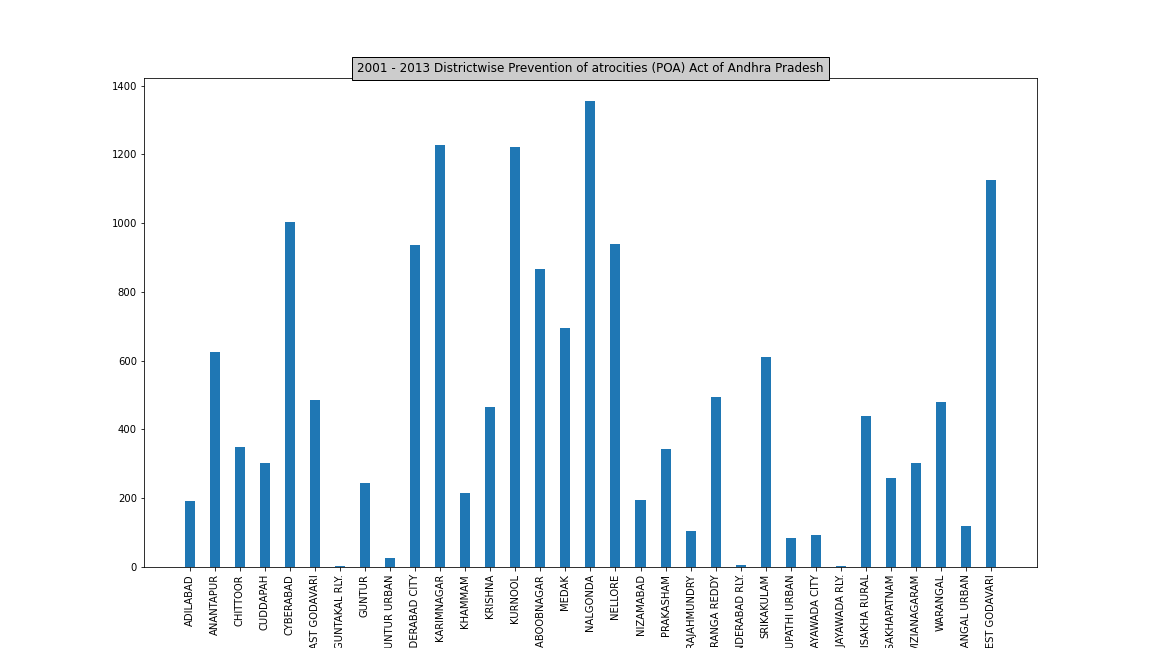 2001 - 2013 Districtwise Prevention of atrocities (POA) Act of Andhra Pradesh
1400
1200
1000
800
600
400
200
0
ADILABAD
ANANTAPUR
CHITTOOR
CUDDAPAH
CYBERABAD
AST GODAVARI
GUNTAKAL RLY.
GUNTUR
UNTUR URBAN
DERABAD CITY
KARIMNAGAR
KHAMMAM
KRISHNA
KURNOOL
ABOOBNAGAR
MEDAK
NALGONDA
NELLORE
NIZAMABAD
PRAKASHAM
RAJAHMUNDRY
RANGA REDDY
NDERABAD RLY.
SRIKAKULAM
UPATHI URBAN
AYAWADA CITY
JAYAWADA RLY.
ISAKHA RURAL
SAKHAPATNAM
IZIANAGARAM
WARANGAL
ANGAL URBAN
EST GODAVARI